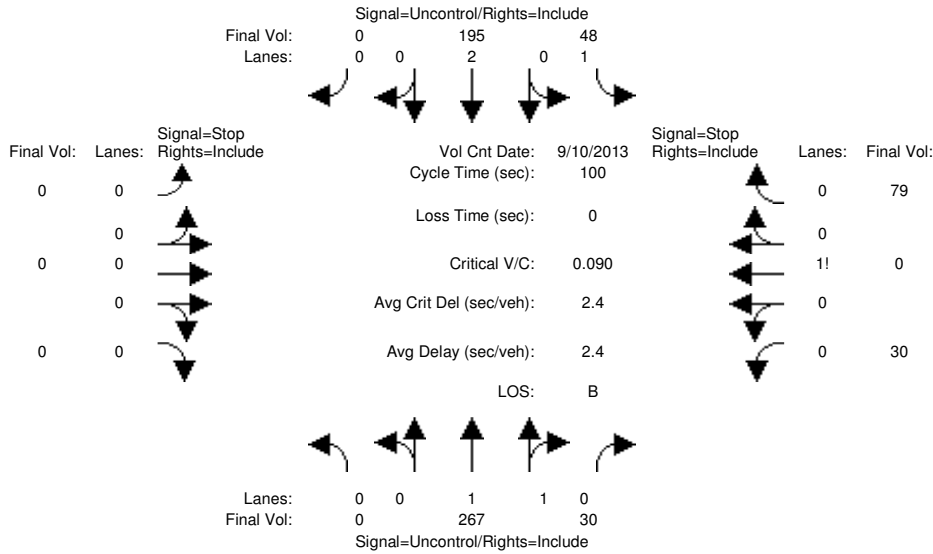 Signal=Uncontrol/Rights=Include
Final Vol: 0 195 48
Lanes: 0 0 2 0 1
Signal=Stop
Final Vol: Lanes: Rights=Include
Vol Cnt Date: 9/10/2013
Signal=Stop
Rights=Include Lanes: Final Vol:
Cycle Time (sec): 100
0 0
0 79
Loss Time (sec): 0
0
0
0 0
Critical V/C: 0.090
1! 0
0
Avg Crit Del (sec/veh): 2.4
0
0 0
Avg Delay (sec/veh): 2.4
0 30
LOS: B
Lanes: 0 0 1 1 0
Final Vol: 0 267 30
Signal=Uncontrol/Rights=Include